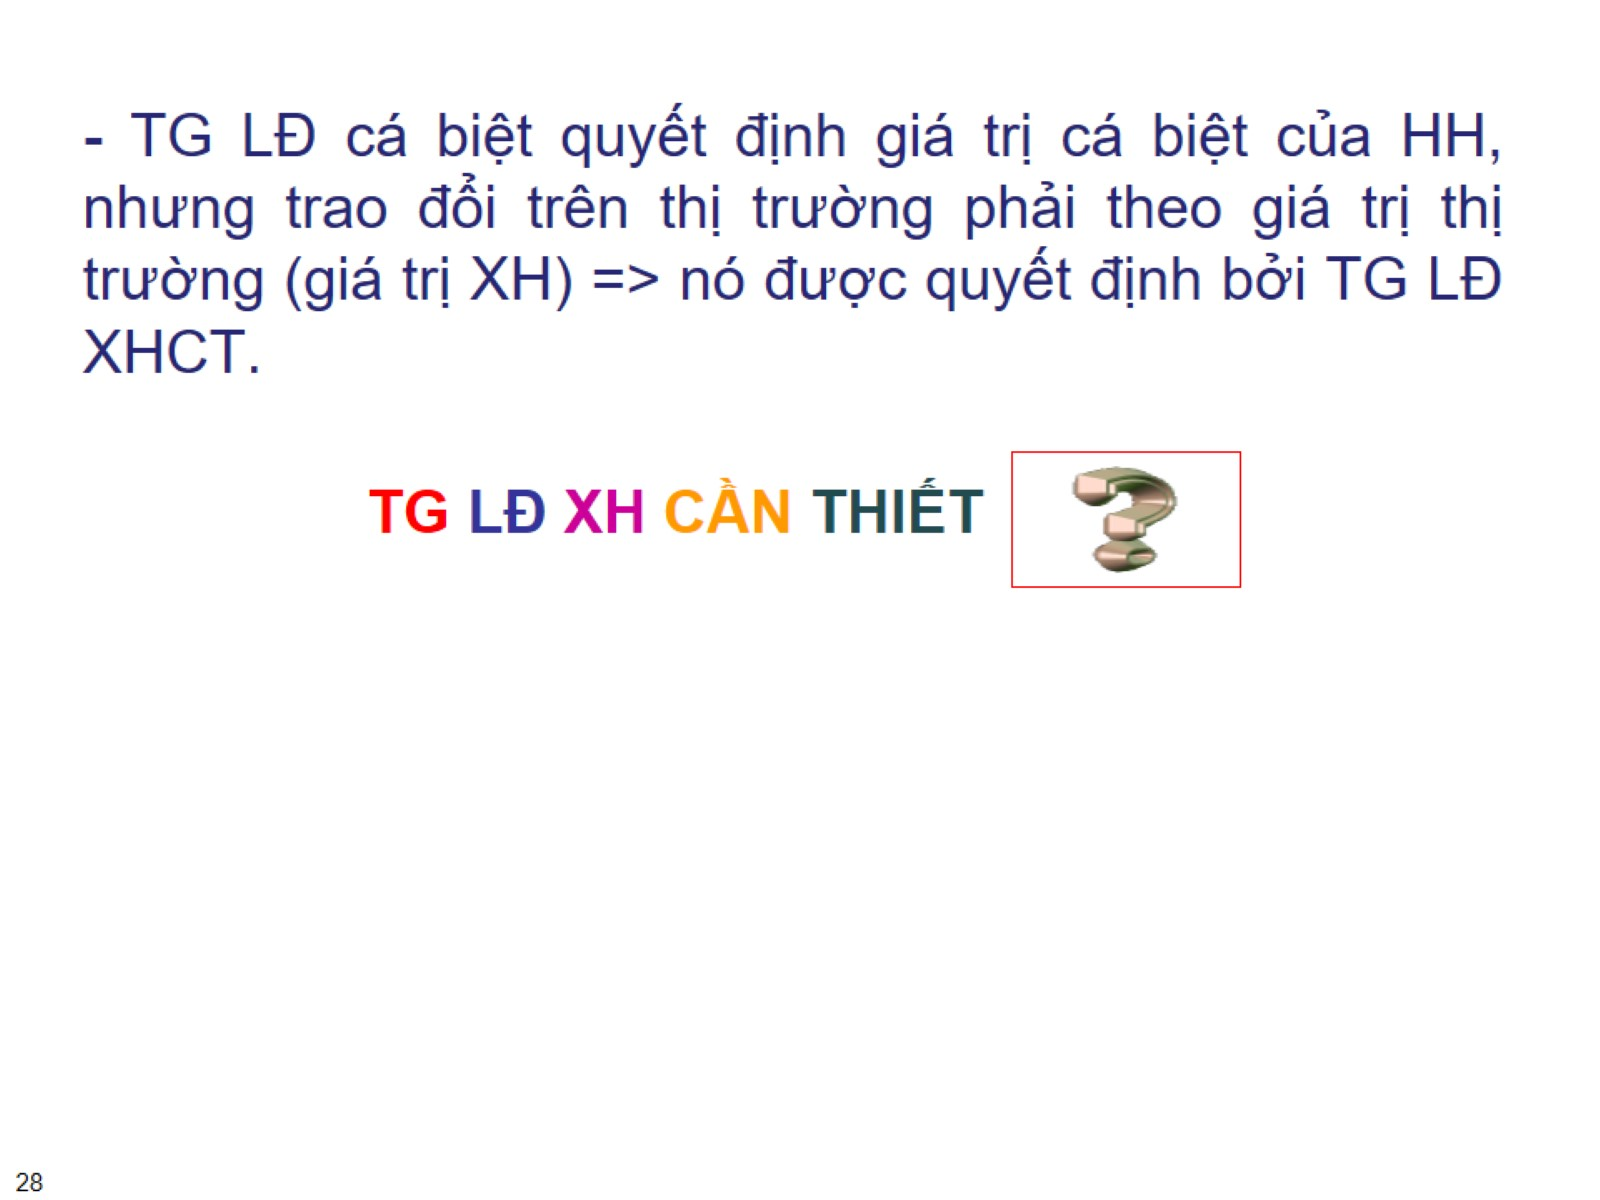 - TG LĐ cá biệt quyết định giá trị cá biệt của HH,
nhưng trao đổi trên thị trường phải theo giá trị thị
trường (giá trị XH) => nó được quyết định bởi TG LĐ
XHCT.
TG LĐ XH CẦN THIẾT ?
28